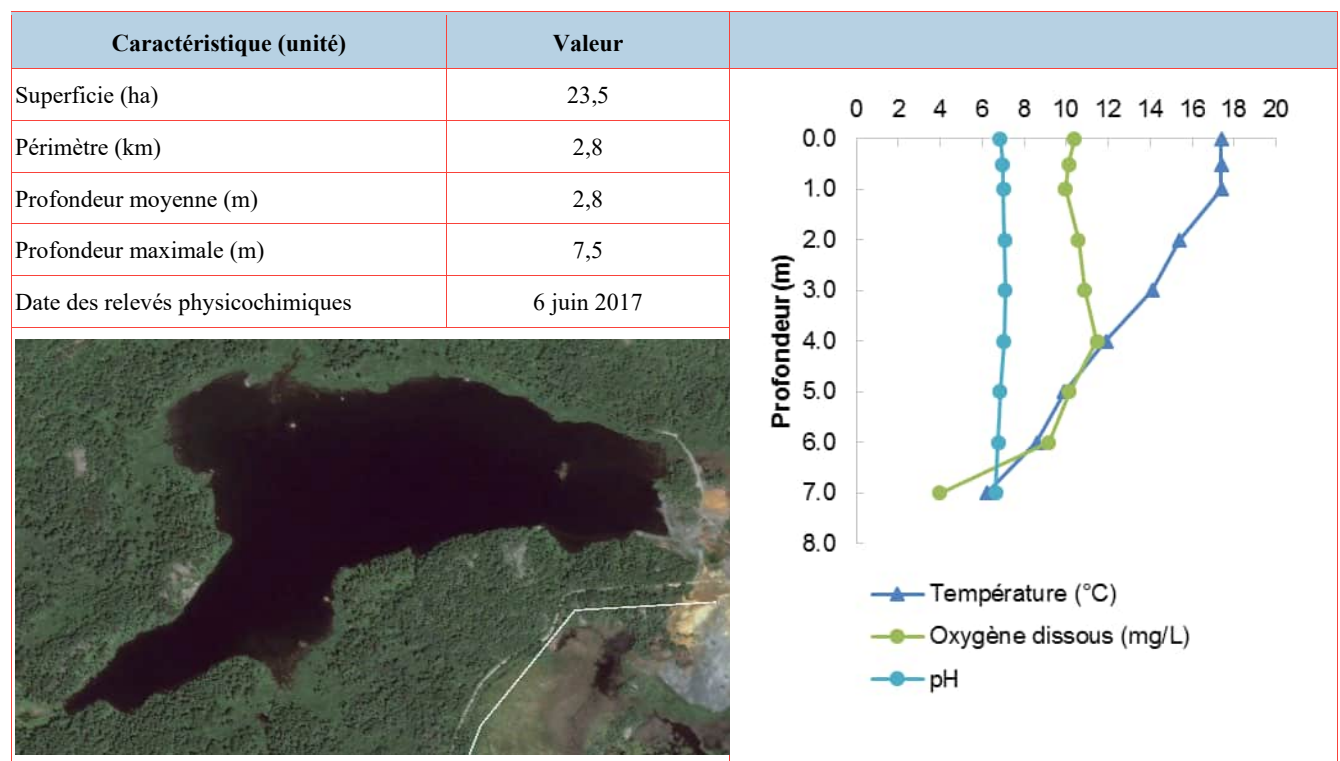 Caractéristique (unité) Valeur
Superficie (ha) 23,5
Périmètre (km) 2,8
Profondeur moyenne (m) 2,8
Profondeur maximale (m) 7,5
Date des relevés physicochimiques 6 juin 2017
0 2 4 6 8 10 12 14 16 18 20
0.0
1.0
2.0
3.0
4.0
5.0
6.0
7.0
8.0
Profondeur (m)
Température (°C)
Oxygène dissous (mg/L)
pH